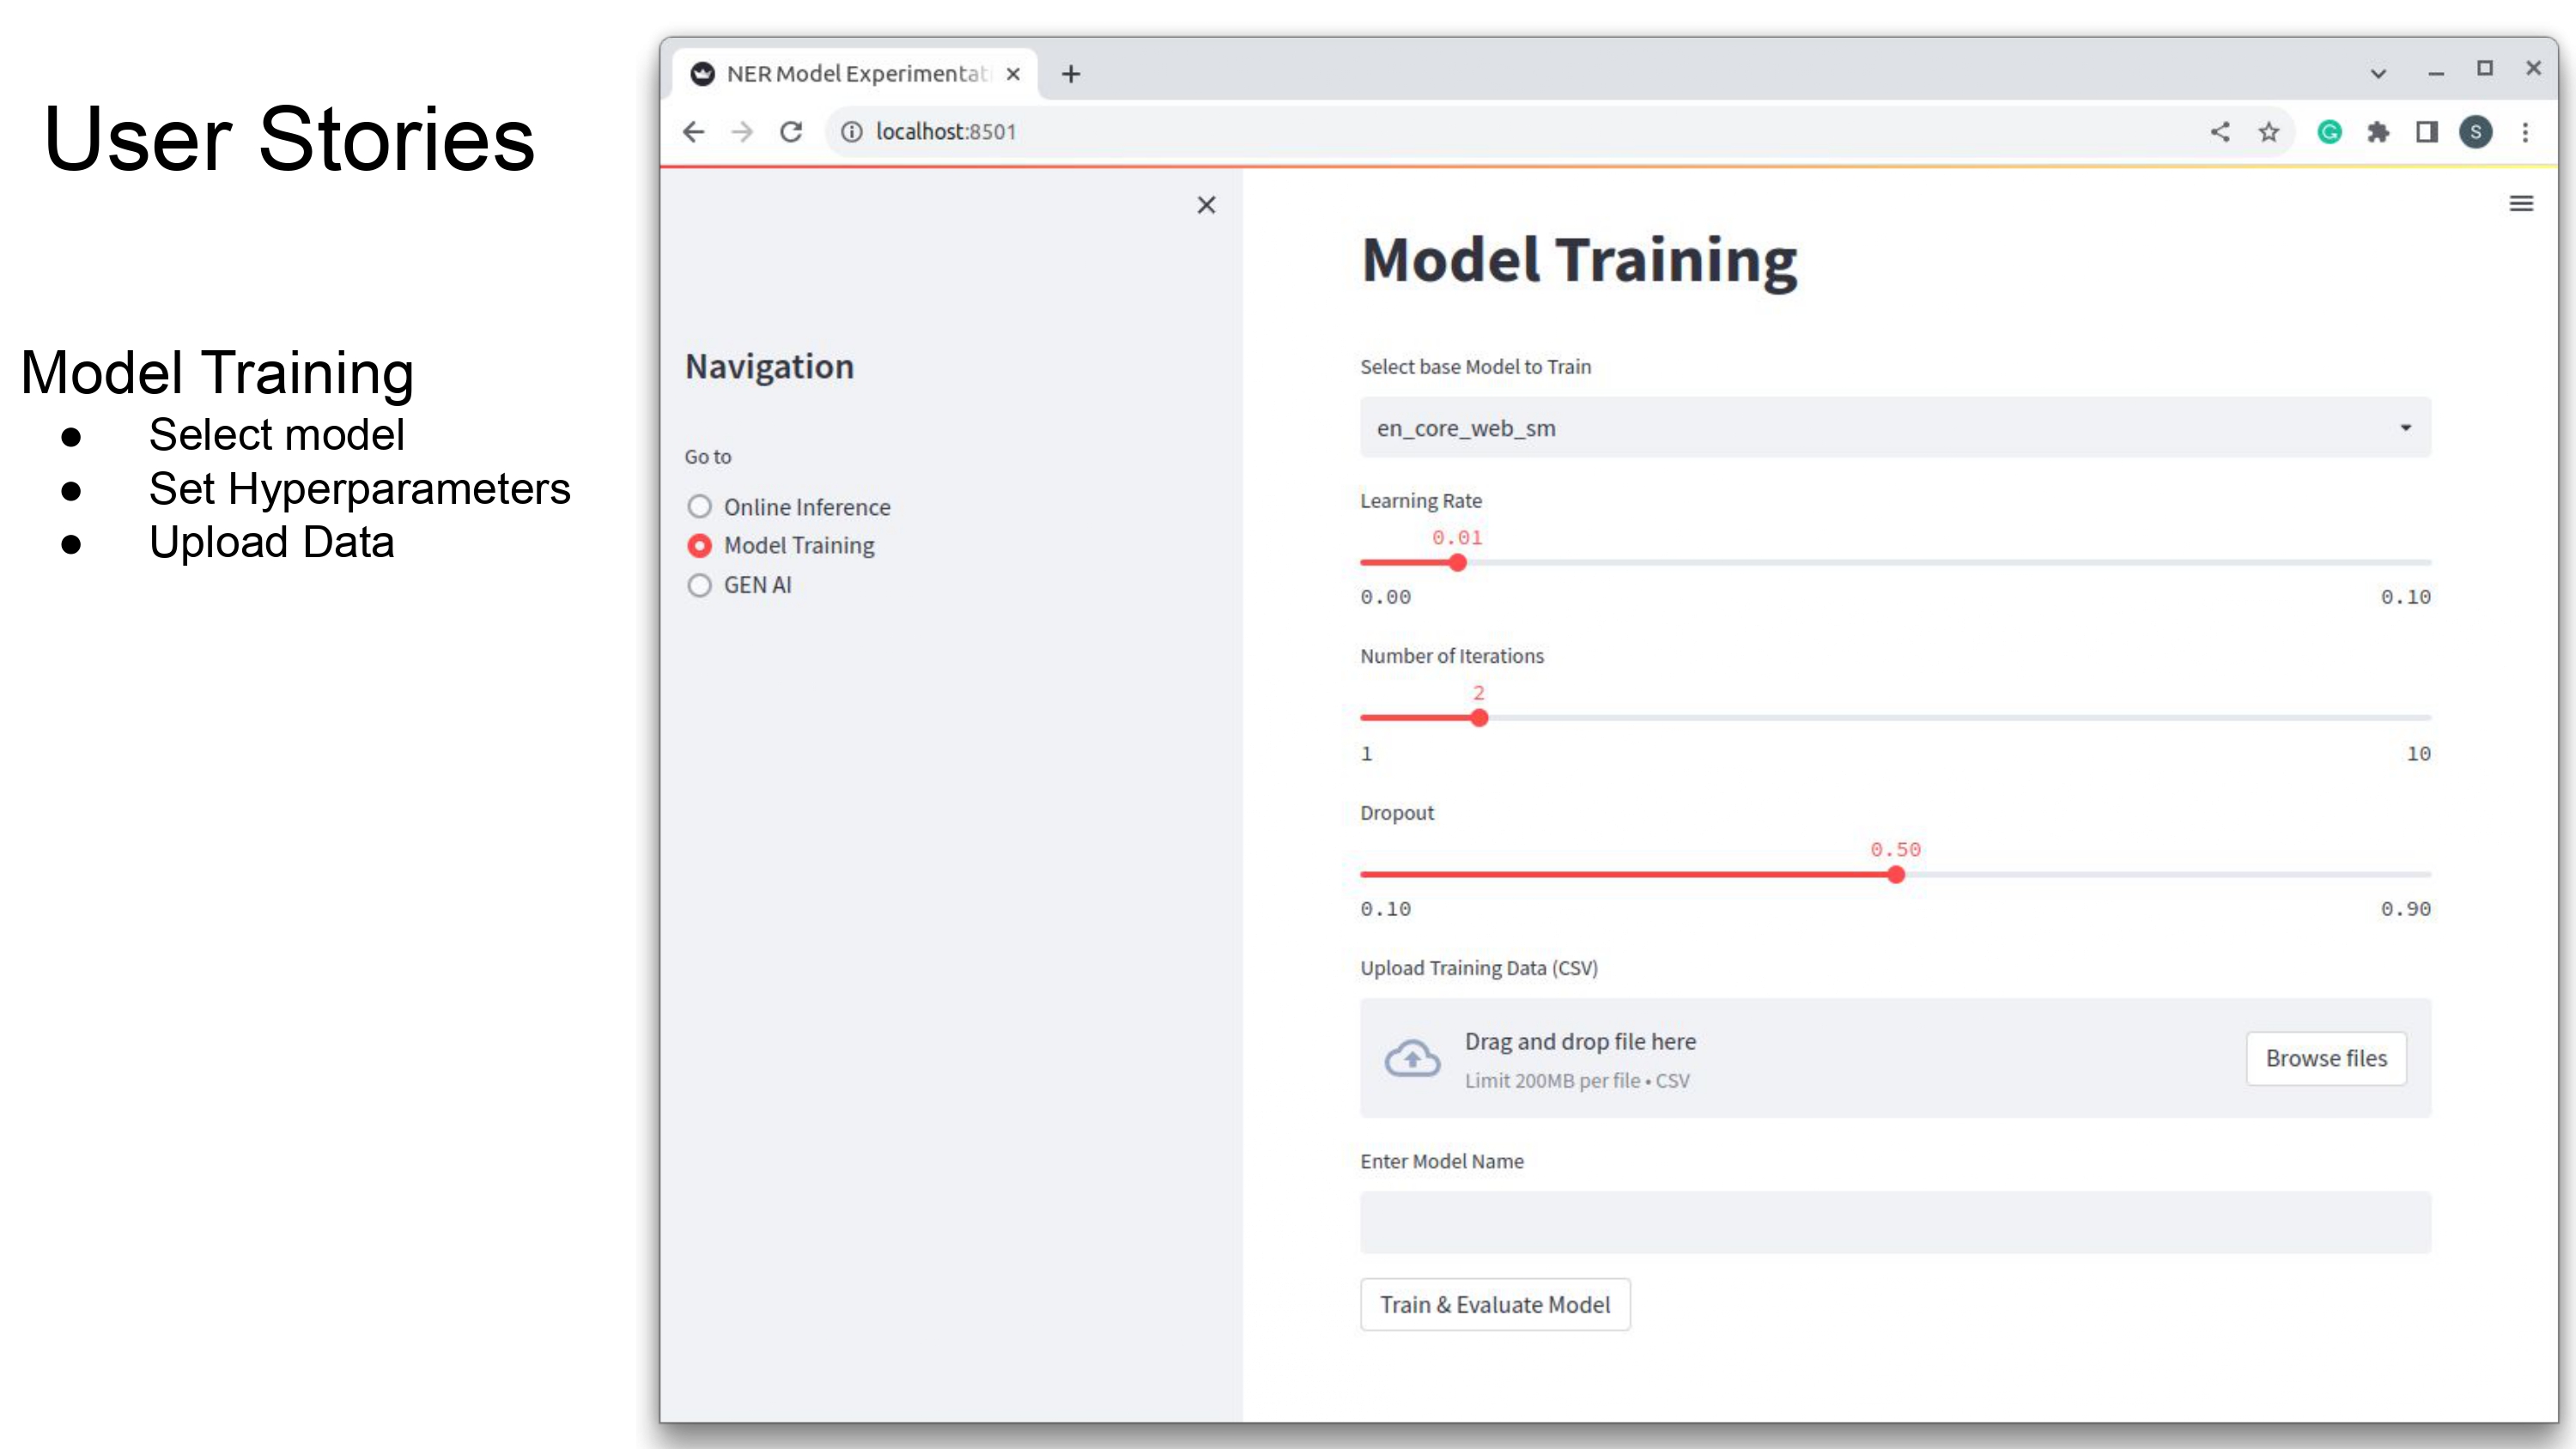 User Stories
Model Training
● Select model
● Set Hyperparameters
● Upload Data
NER Model Experimentat
localhost:8501
S
Navigation
Go to
Online Inference
Model Training
GEN AI
Model Training
Select base Model to Train
en_core_web_sm
Learning Rate
0.01
0.00 0.10
Number of Iterations
2
1 10
Dropout
0.50
0.10 0.90
Upload Training Data (CSV)
Drag and drop file here
Limit 200MB per file • CSV
Browse files
Enter Model Name
Train & Evaluate Model